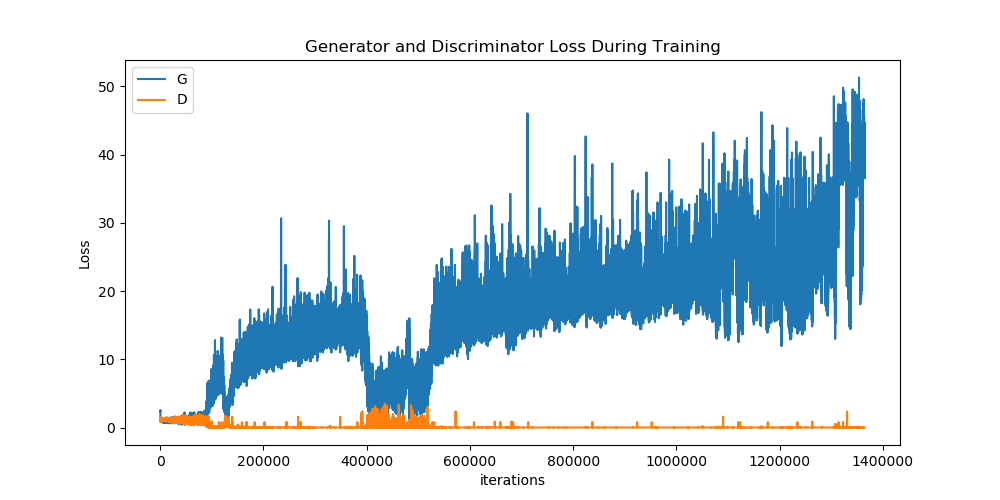 Generator and Discriminator Loss During Training
G
D
50
40
30
20
10
0
Loss
0 200000 400000 600000 800000 1000000 1200000 1400000
iterations